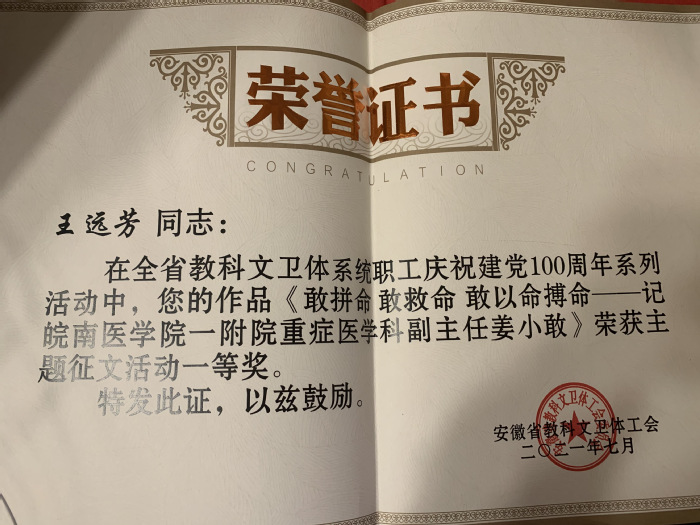 荣誉证书
CONGRATULATION
王远芳 同志：
在全省教科文卫体系统职工庆祝建党100周年系列
活动中，您的作品《敢拼命 敢救命 敢以命搏命——记
皖南医学院一附院重症医学科副主任姜小敢》荣获主
题征文活动一等奖。
特发此证，以兹鼓励。
安徽省教科文卫体工会
二〇二一年七月